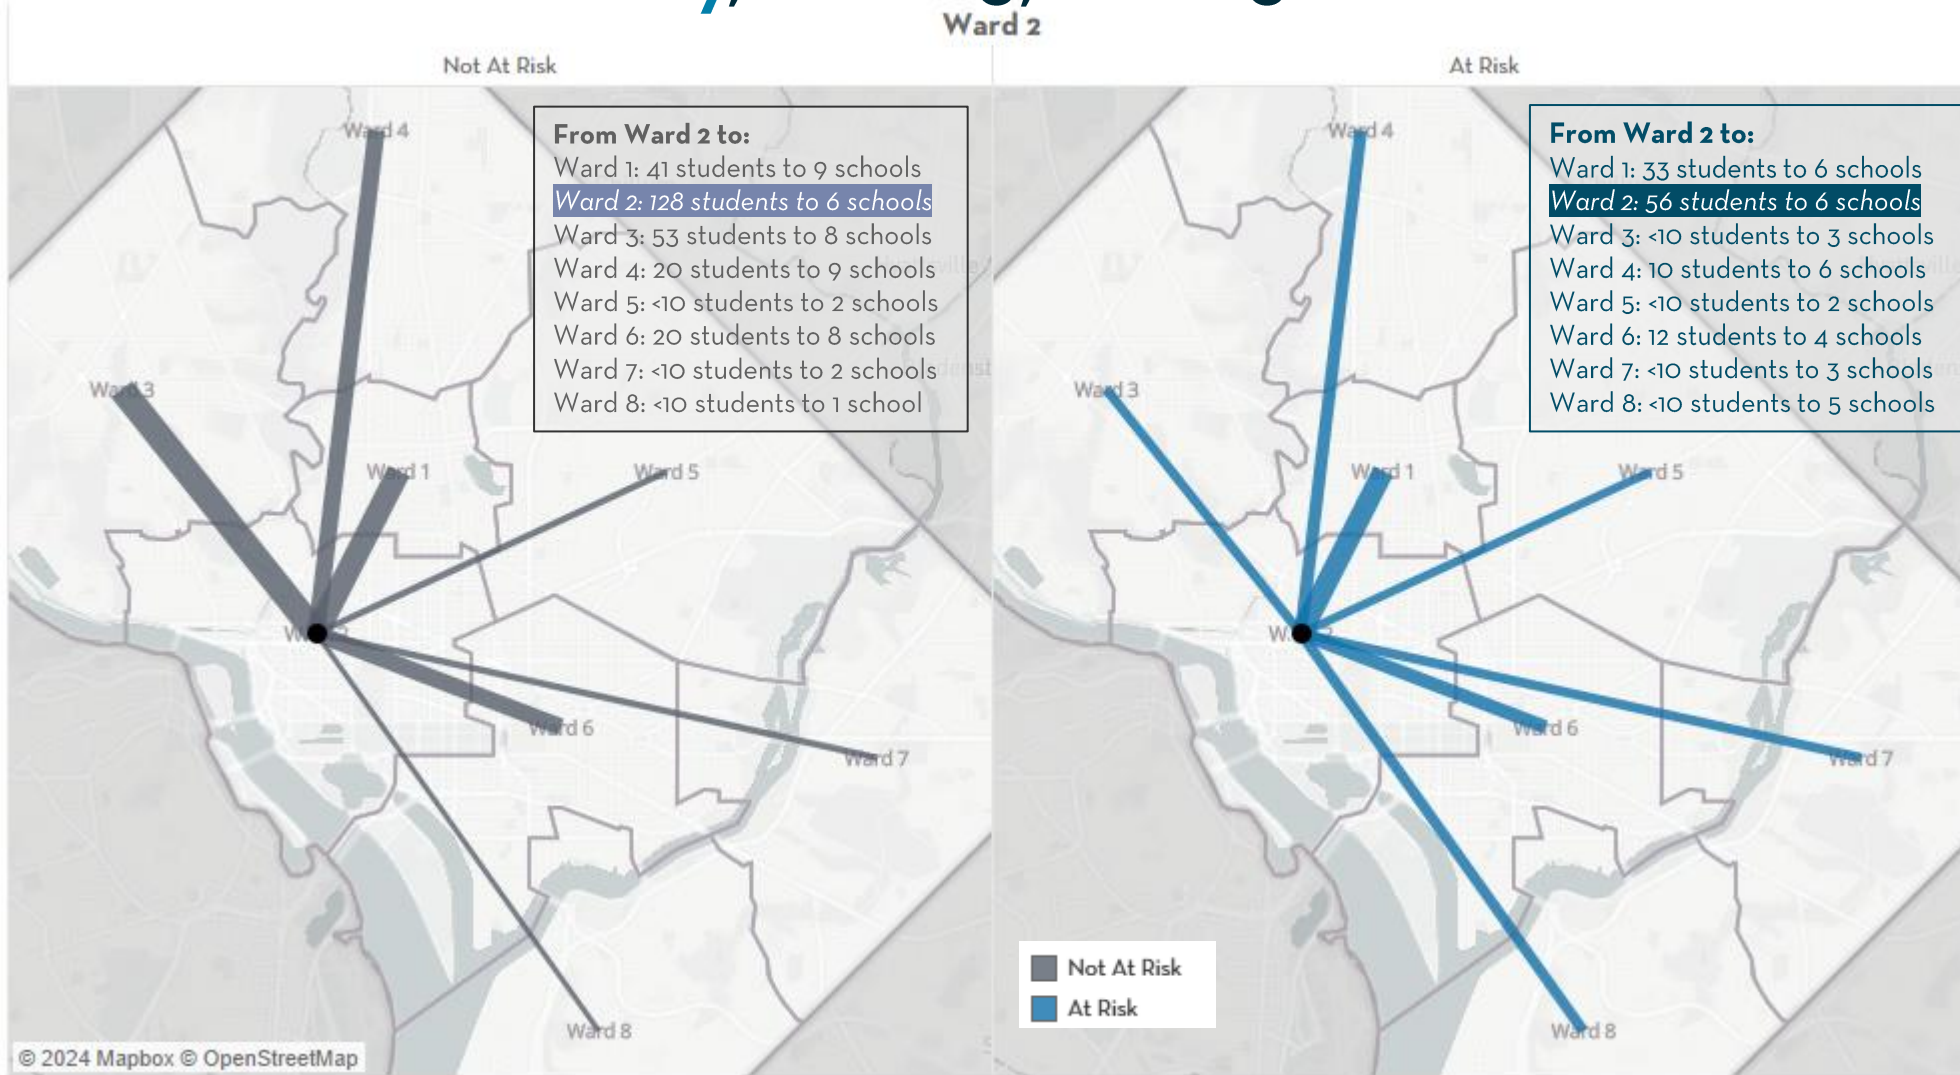 Ward 2
Not At Risk
At Risk
Ward 4
From Ward 2 to:
Ward 1: 41 students to 9 schools
Ward 2: 128 students to 6 schools
Ward 3: 53 students to 8 schools
Ward 4: 20 students to 9 schools
Ward 5: <10 students to 2 schools
Ward 6: 20 students to 8 schools
Ward 7: <10 students to 2 schools
Ward 8: <10 students to 1 school
Ward 3
Ward 1
Ward 5
Ward 6
Ward 7
Ward 8
© 2024 Mapbox © OpenStreetMap
Ward 4
From Ward 2 to:
Ward 1: 33 students to 6 schools
Ward 2: 56 students to 6 schools
Ward 3: <10 students to 3 schools
Ward 4: 10 students to 6 schools
Ward 5: <10 students to 2 schools
Ward 6: 12 students to 4 schools
Ward 7: <10 students to 3 schools
Ward 8: <10 students to 5 schools
Ward 3
Ward 1
Ward 5
Ward 6
Ward 7
Ward 8
Not At Risk
At Risk